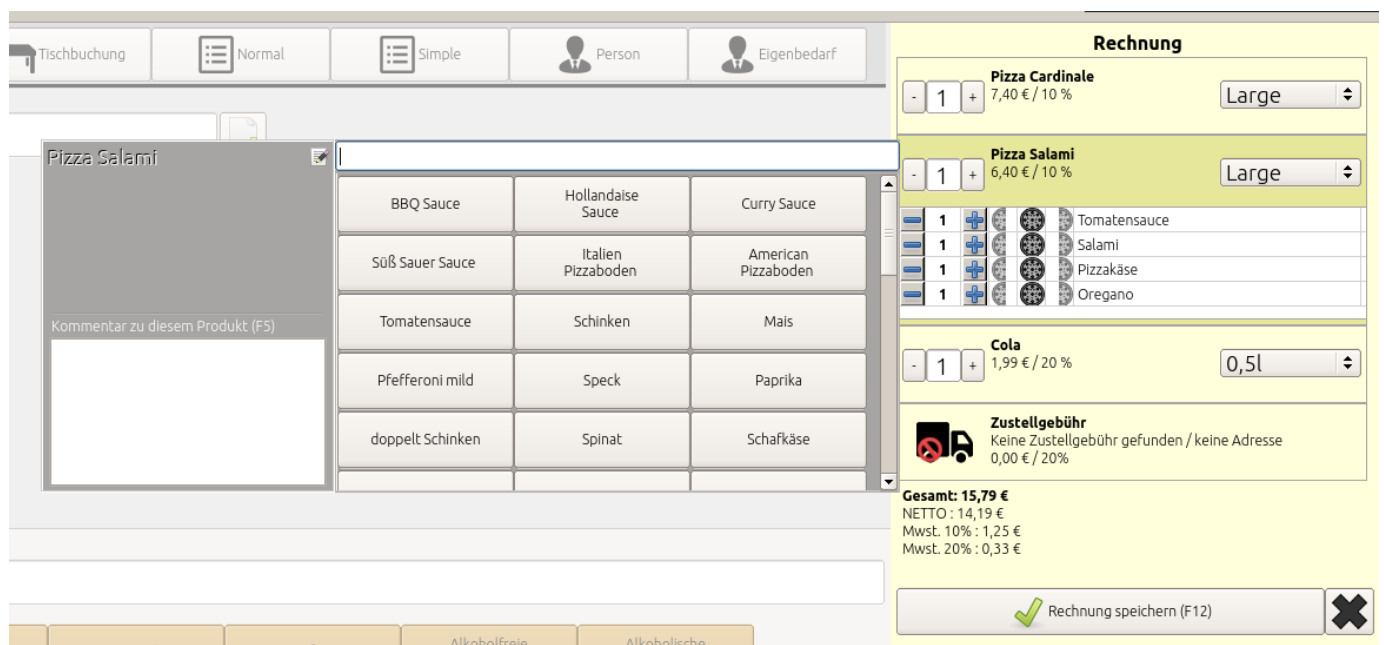 Tischbuchung
Normal
Simple
Person
Eigenbedarf
Pizza Salami
BBQ Sauce
Hollandaise
Sauce
Curry Sauce
Süß Sauer Sauce
Italien
Pizzaboden
American
Pizzaboden
Tomatensauce
Schinken
Mais
Pfefferoni mild
Speck
Paprika
doppelt Schinken
Spinat
Schafkäse
Kommentar zu diesem Produkt (F5)
Alkoholfreie
Alkoholische
Rechnung
Pizza Cardinale
- 1 + 7,40 € / 10 %
Large
Pizza Salami
- 1 + 6,40 € / 10 %
Large
1 Tomatensauce
1 Salami
1 Pizzakäse
1 Oregano
Cola
- 1 + 1,99 € / 20 %
0,5l
Zustellgebühr
Keine Zustellgebühr gefunden / keine Adresse
0,00 € / 20%
Gesamt: 15,79 €
NETTO : 14,19 €
Mwst. 10% : 1,25 €
Mwst. 20% : 0,33 €
Rechnung speichern (F12)